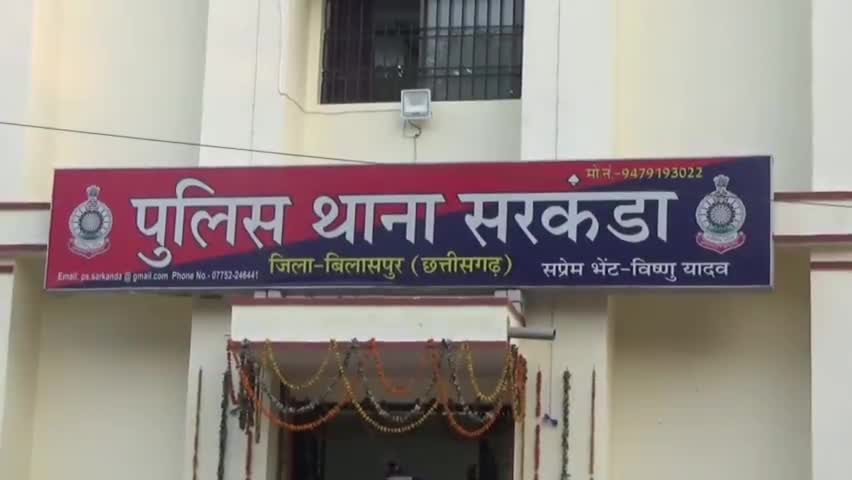 मो नं.-9479193022
पुलिस थाना सरकंडा
जिला-बिलासपुर (छत्तीसगढ़)
Email. ps.sarkanda@gmail.com Phone No.- 07752-246441
सप्रेम भेंट-विष्णु यादव